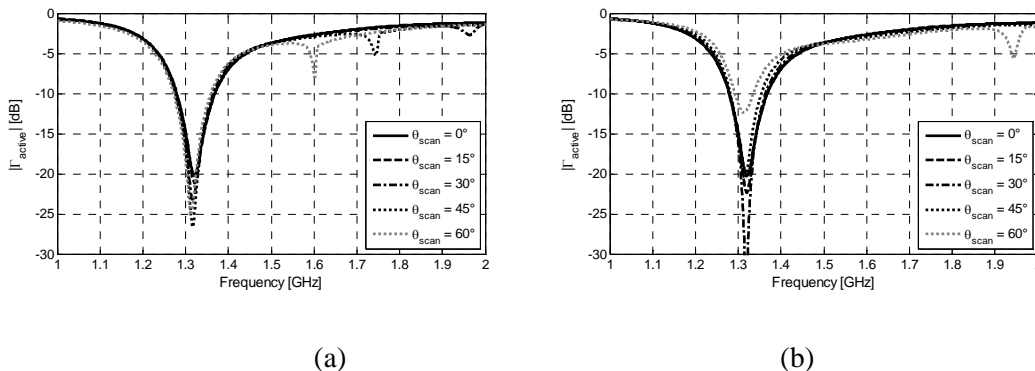 0
-5
-10
-15
-20
-25
-30
1 1.1 1.2 1.3 1.4 1.5 1.6 1.7 1.8 1.9 2
Frequency [GHz]
|Γactive| [dB]
θscan = 0°
θscan = 15°
θscan = 30°
θscan = 45°
θscan = 60°
(a)
0
-5
-10
-15
-20
-25
-30
1 1.1 1.2 1.3 1.4 1.5 1.6 1.7 1.8 1.9
Frequency [GHz]
|Γactive| [dB]
θscan = 0°
θscan = 15°
θscan = 30°
θscan = 45°
θscan = 60°
(b)